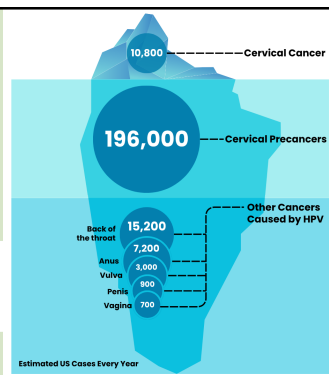 10,800
Cervical Cancer
196,000
Cervical Precancers
Other Cancers
Caused by HPV
Back of
the throat
15,200
Anus
7,200
Vulva
3,000
Penis
900
Vagina
700
Estimated US Cases Every Year